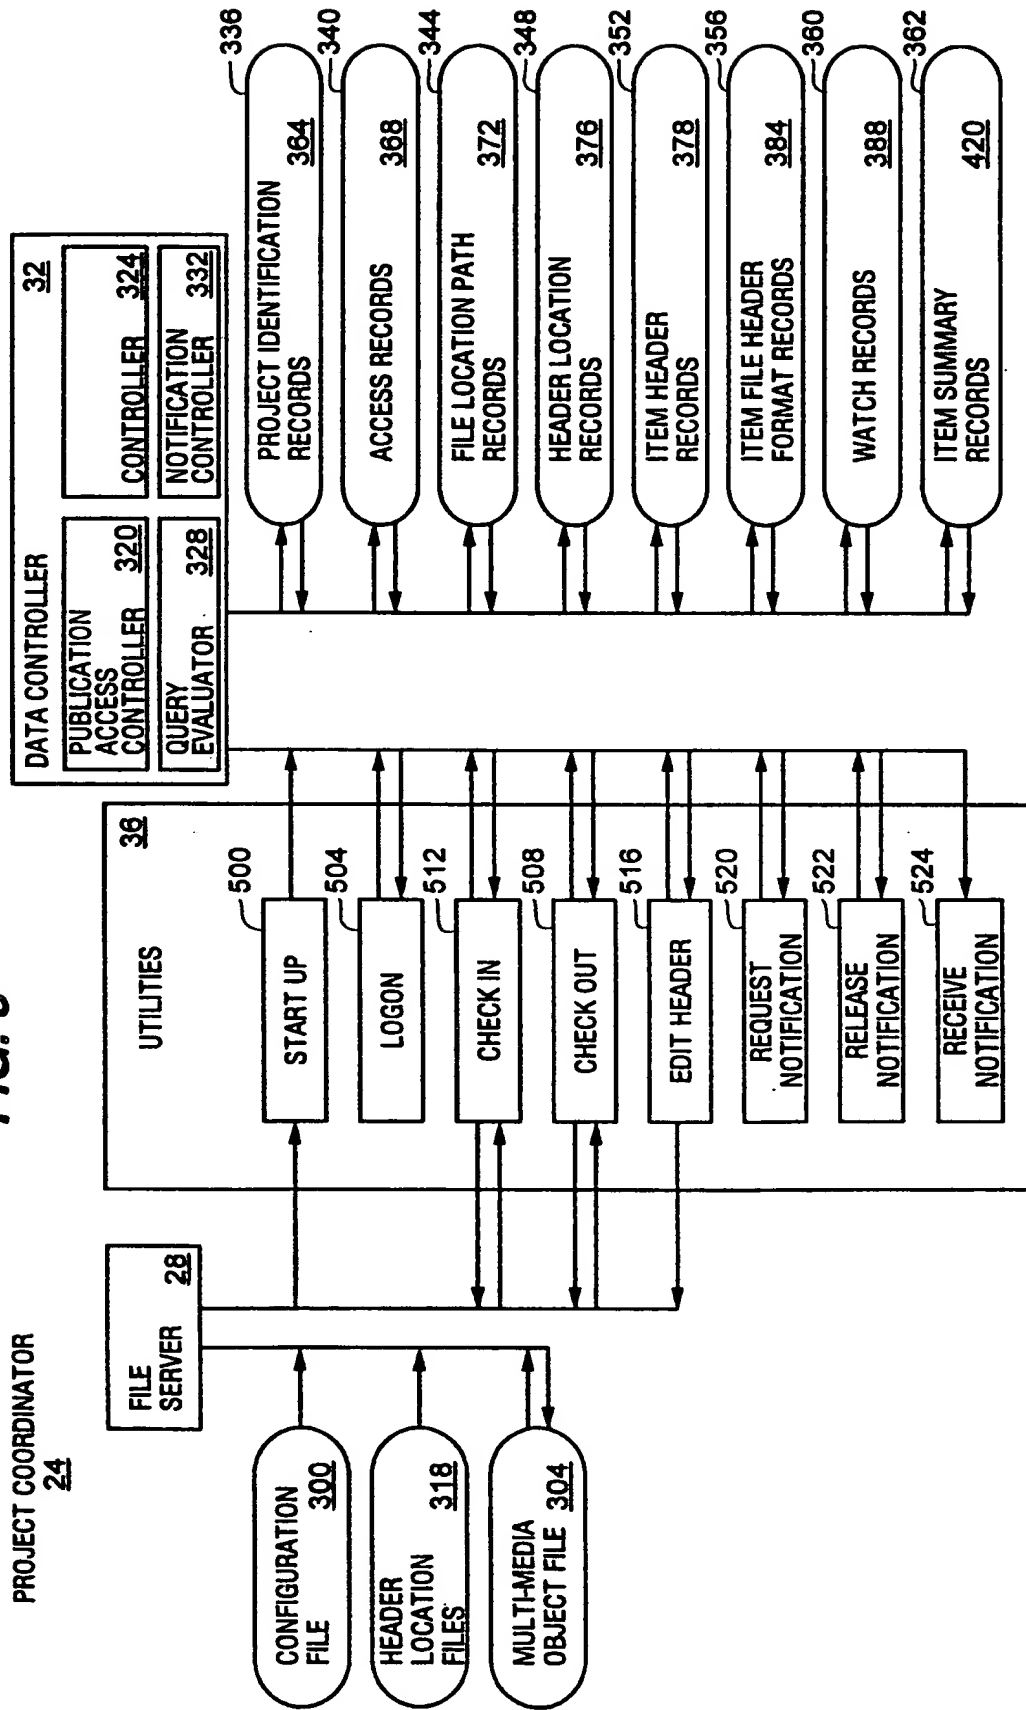 PROJECT COORDINATOR
24
FILE
SERVER
28
CONFIGURATION
FILE
300
HEADER
LOCATION
FILES
318
MULTI-MEDIA
OBJECT FILE
304
UTILITIES
36
START UP
500
LOGON
504
CHECK IN
512
CHECK OUT
508
EDIT HEADER
516
REQUEST
NOTIFICATION
520
RELEASE
NOTIFICATION
522
RECEIVE
NOTIFICATION
524
DATA CONTROLLER
32
PUBLICATION
ACCESS
CONTROLLER
320
CONTROLLER
324
QUERY
EVALUATOR
328
NOTIFICATION
CONTROLLER
332
PROJECT IDENTIFICATION
RECORDS
364
336
ACCESS RECORDS
368
340
FILE LOCATION PATH
RECORDS
372
344
HEADER LOCATION
RECORDS
376
348
ITEM HEADER
RECORDS
378
352
ITEM FILE HEADER
FORMAT RECORDS
384
356
WATCH RECORDS
388
360
ITEM SUMMARY
RECORDS
420
362